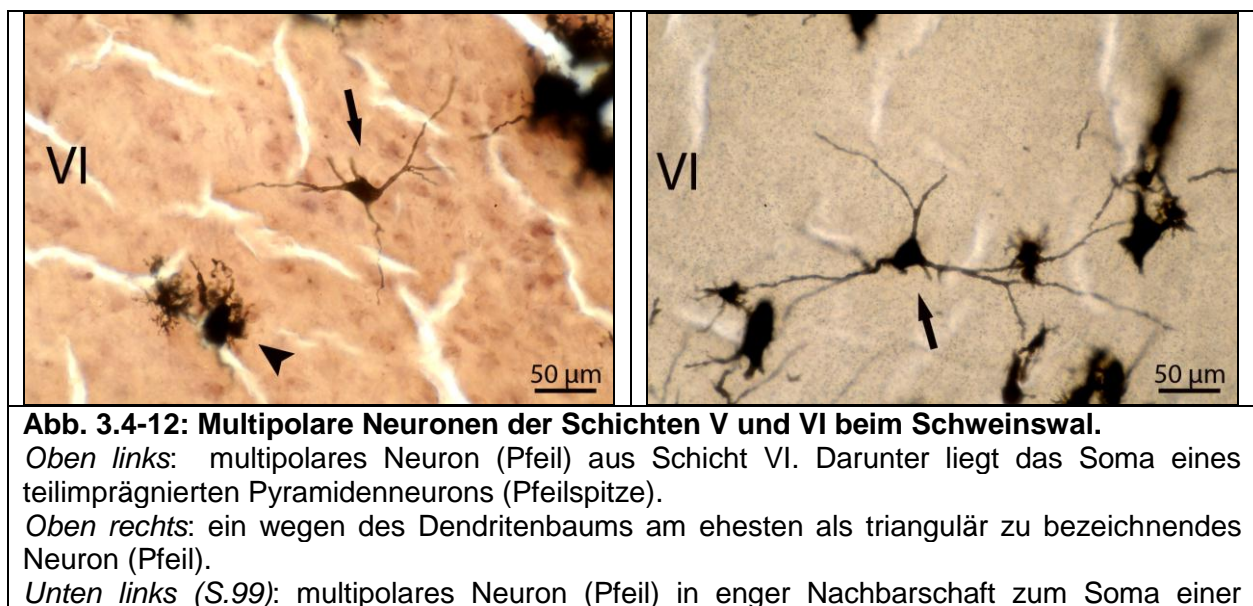 VI
50 µm
VI
50 µm
Abb. 3.4-12: Multipolare Neuronen der Schichten V und VI beim Schweinswal.
Oben links: multipolares Neuron (Pfeil) aus Schicht VI. Darunter liegt das Soma eines
teilimprägnierten Pyramidenneurons (Pfeilspitze).
Oben rechts: ein wegen des Dendritenbaums am ehesten als triangulär zu bezeichnendes
Neuron (Pfeil).
Unten links (S.99): multipolares Neuron (Pfeil) in enger Nachbarschaft zum Soma einer